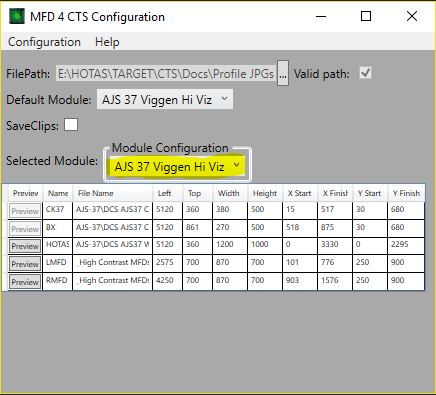 MFD 4 CTS Configuration
Configuration Help
FilePath: E:\HOTAS\TARGET\CTS\Docs\Profile JPGs ... Valid path:
Default Module: AJS 37 Viggen Hi Viz
SaveClips:
Module Configuration
Selected Module: AJS 37 Viggen Hi Viz
Preview Name File Name Left Top Width Height X Start X Finish Y Start Y Finish
Preview CK37 AJS-37\DCS AJS37 C 5120 360 380 500 15 517 30 680
Preview BX AJS-37\DCS AJS37 C 5120 861 270 500 518 875 30 680
Preview HOTAS AJS-37\DCS AJS37 W 5120 360 1200 1000 0 3330 0 2295
Preview LMFD _High Contrast MFDs 2575 700 870 700 101 776 250 900
Preview RMFD _High Contrast MFDs 4250 700 870 700 903 1576 250 900